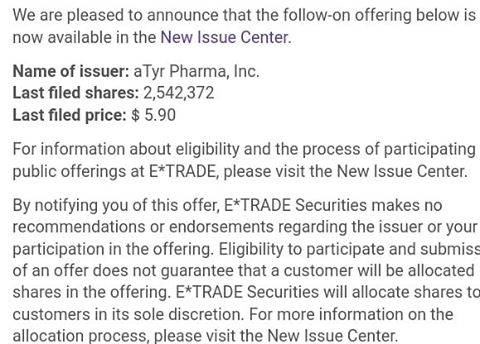 We are pleased to announce that the follow-on offering below is
now available in the New Issue Center.
Name of issuer: aTyr Pharma, Inc.
Last filed shares: 2,542,372
Last filed price: $ 5.90
For information about eligibility and the process of participating
public offerings at E*TRADE, please visit the New Issue Center.
By notifying you of this offer, E*TRADE Securities makes no
recommendations or endorsements regarding the issuer or your
participation in the offering. Eligibility to participate and
of an offer does not guarantee that a customer will be allocated
shares in the offering. E*TRADE Securities will allocate shares to
customers in its sole discretion. For more information on the
allocation process, please visit the New Issue Center.